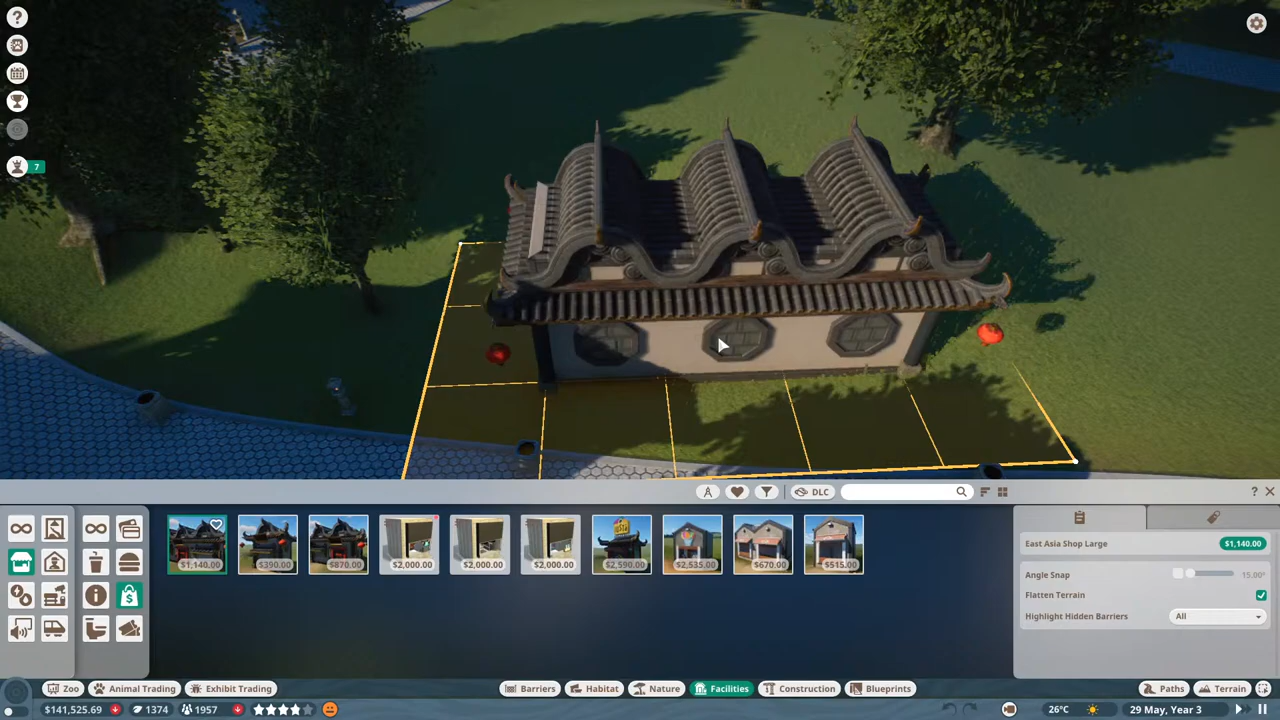 ?
7
DLC
? ×
$1,140.00
$390.00
$870.00
$2,000.00
$2,000.00
$2,000.00
$2,590.00
$2,535.00
$670.00
$515.00
East Asia Shop Large
$1,140.00
Angle Snap
15.00°
Flatten Terrain
Highlight Hidden Barriers
All
Zoo
Animal Trading
Exhibit Trading
Barriers
Habitat
Nature
Facilities
Construction
Blueprints
Paths
Terrain
$141,525.69
1374
1957
26°C
29 May, Year 3